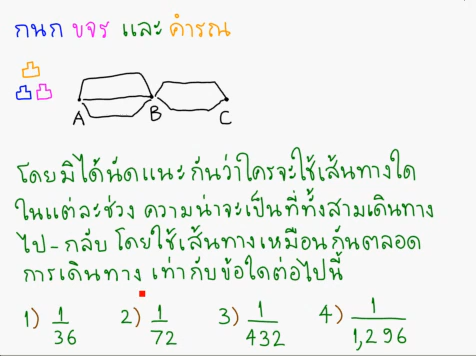 กนก ขจร และ คำรณ
A B C
โดยมิได้นัดแนะกันว่าใครจะใช้เส้นทางใด
ในแต่ละช่วง ความน่าจะเป็นที่ทั้งสามเดินทาง
ไป-กลับ โดยใช้เส้นทางเหมือนกันตลอด
การเดินทาง เท่ากับข้อใดต่อไปนี้
1) 1/36 2) 1/72 3) 1/432 4) 1/1,296